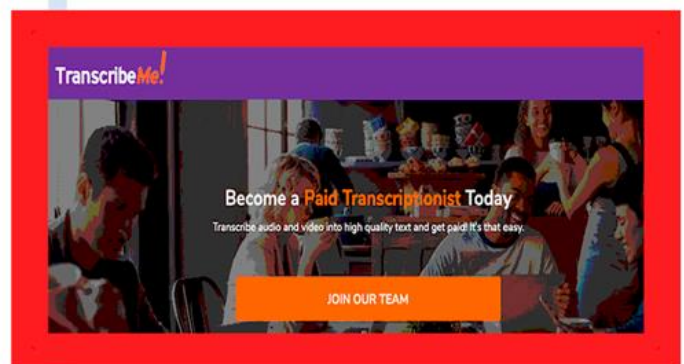 TranscribeMe!
Become a Paid Transcriptionist Today
Transcribe audio and video into high quality text and get paid! It's that easy.
JOIN OUR TEAM